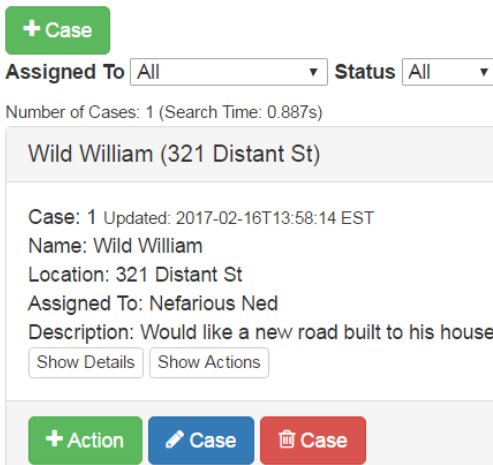 + Case
Assigned To All Status All
Number of Cases: 1 (Search Time: 0.887s)
Wild William (321 Distant St)
Case: 1 Updated: 2017-02-16T13:58:14 EST
Name: Wild William
Location: 321 Distant St
Assigned To: Nefarious Ned
Description: Would like a new road built to his house
Show Details Show Actions
+ Action Case Case